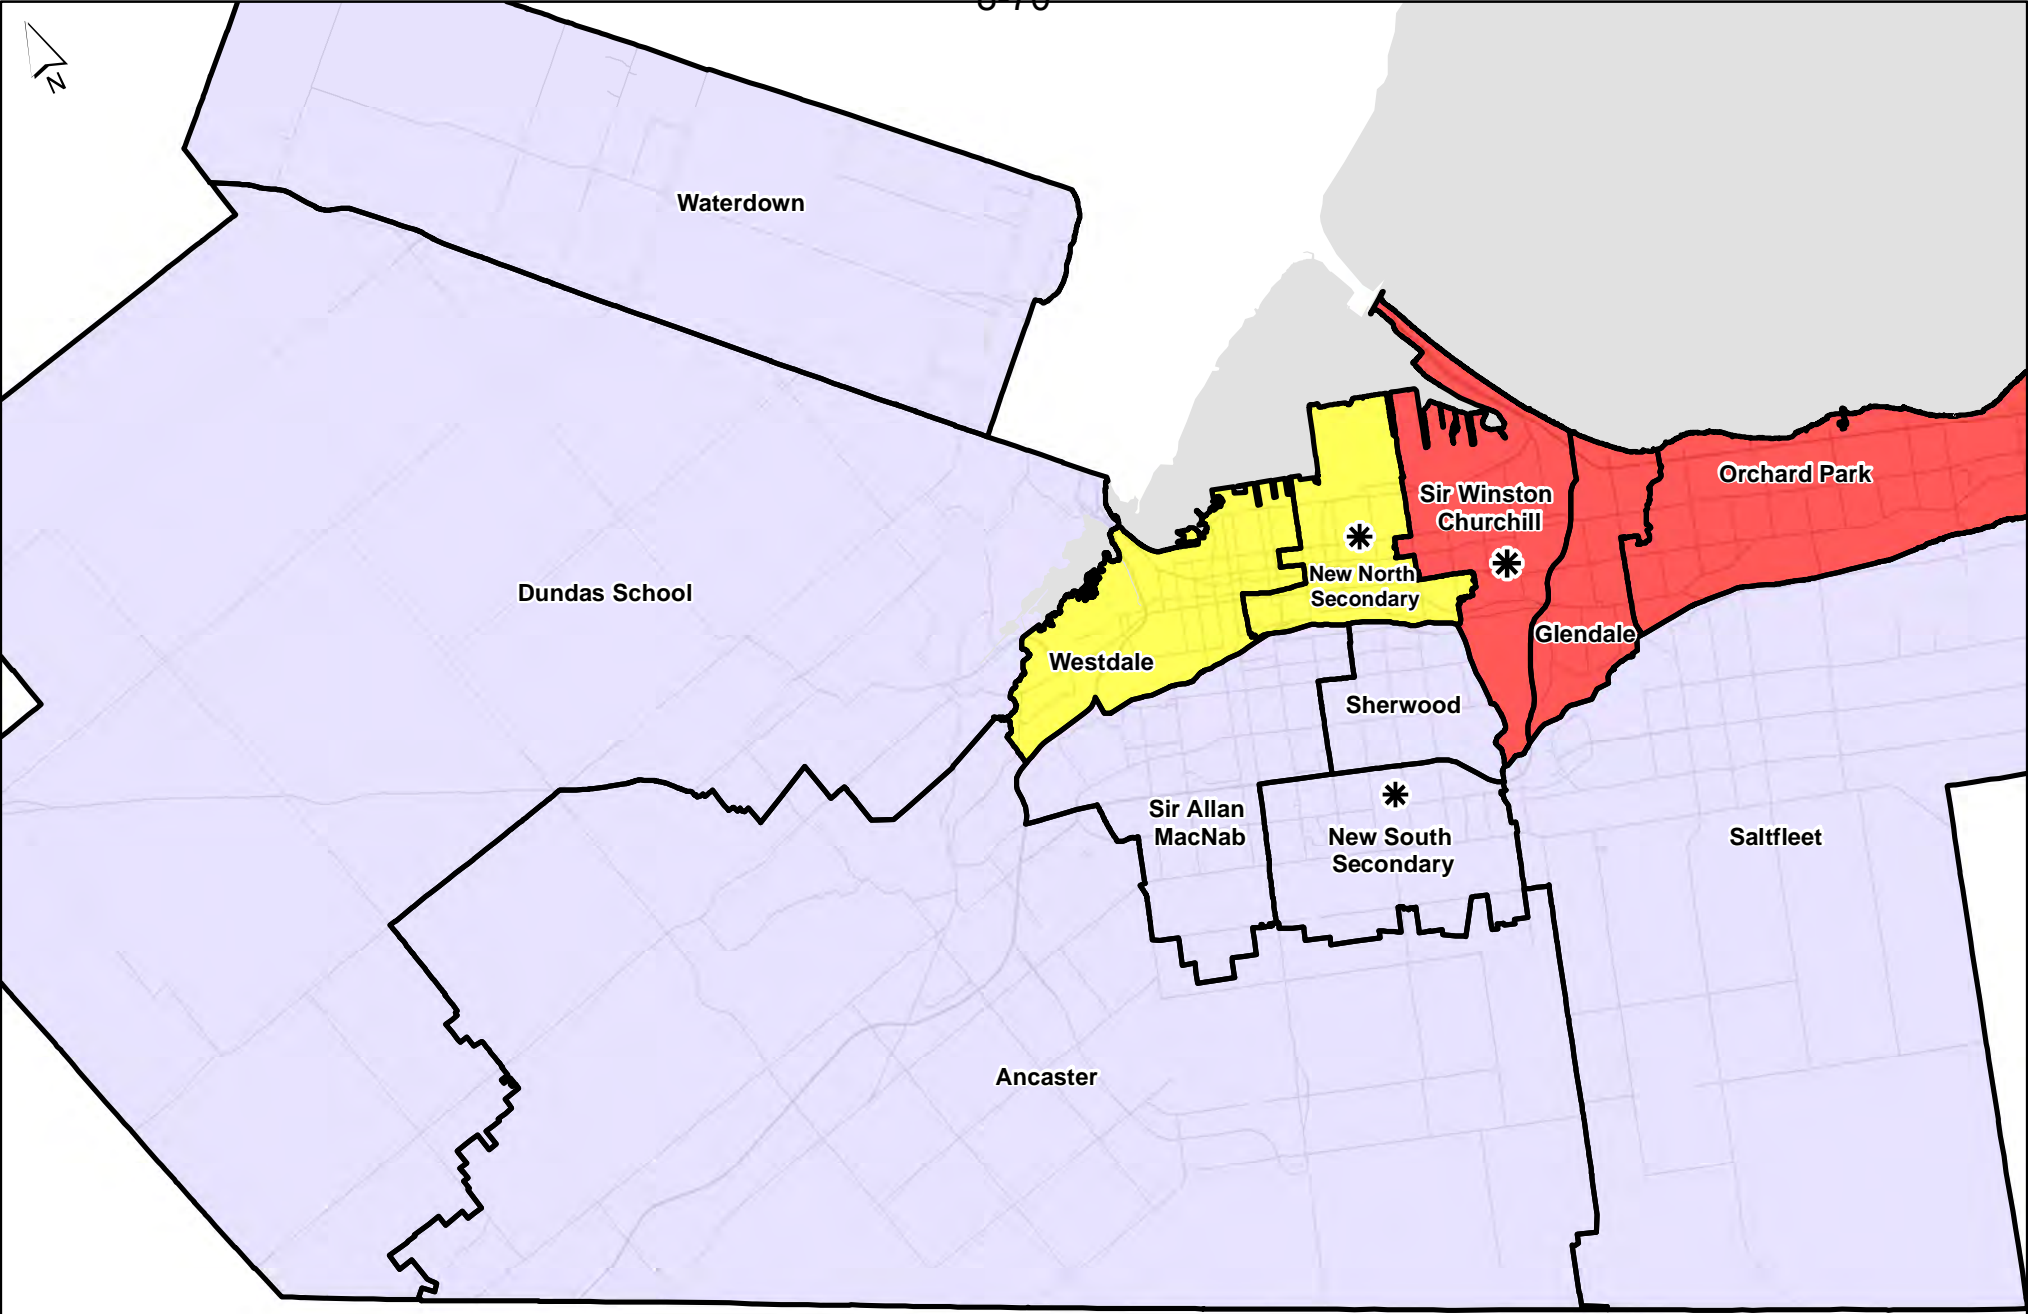 N
Waterdown
Orchard Park
Sir Winston
Churchill
New North
Secondary
Dundas School
Glendale
Westdale
Sherwood
Sir Allan
MacNab
New South
Secondary
Saltfleet
Ancaster